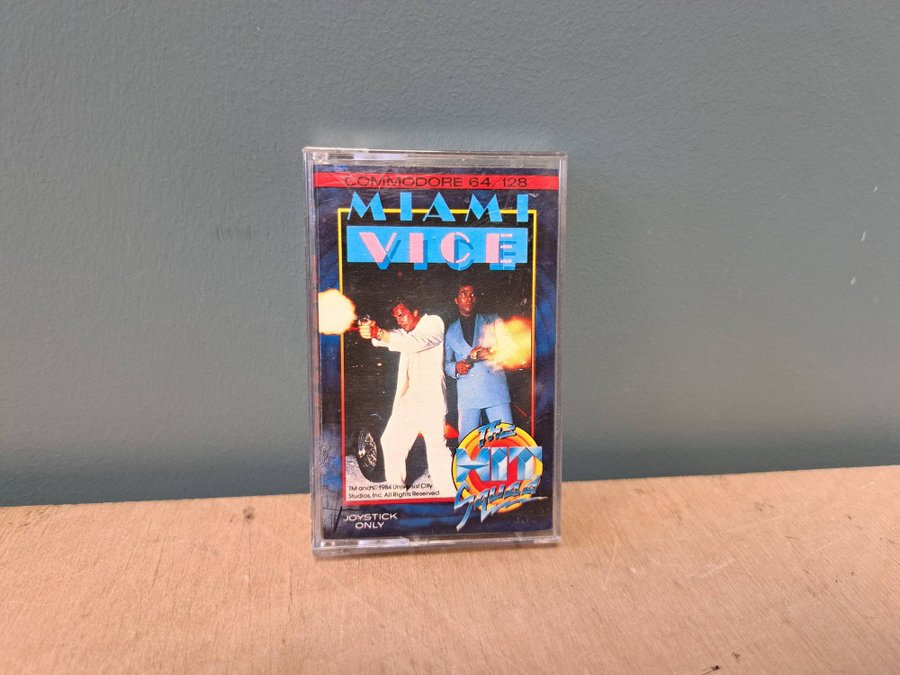 COMMODORE 64/128
MIAMI
VICE
The
HIT
Squad
TM and © 1984 Universal City
Studios, Inc. All Rights Reserved.
JOYSTICK
ONLY